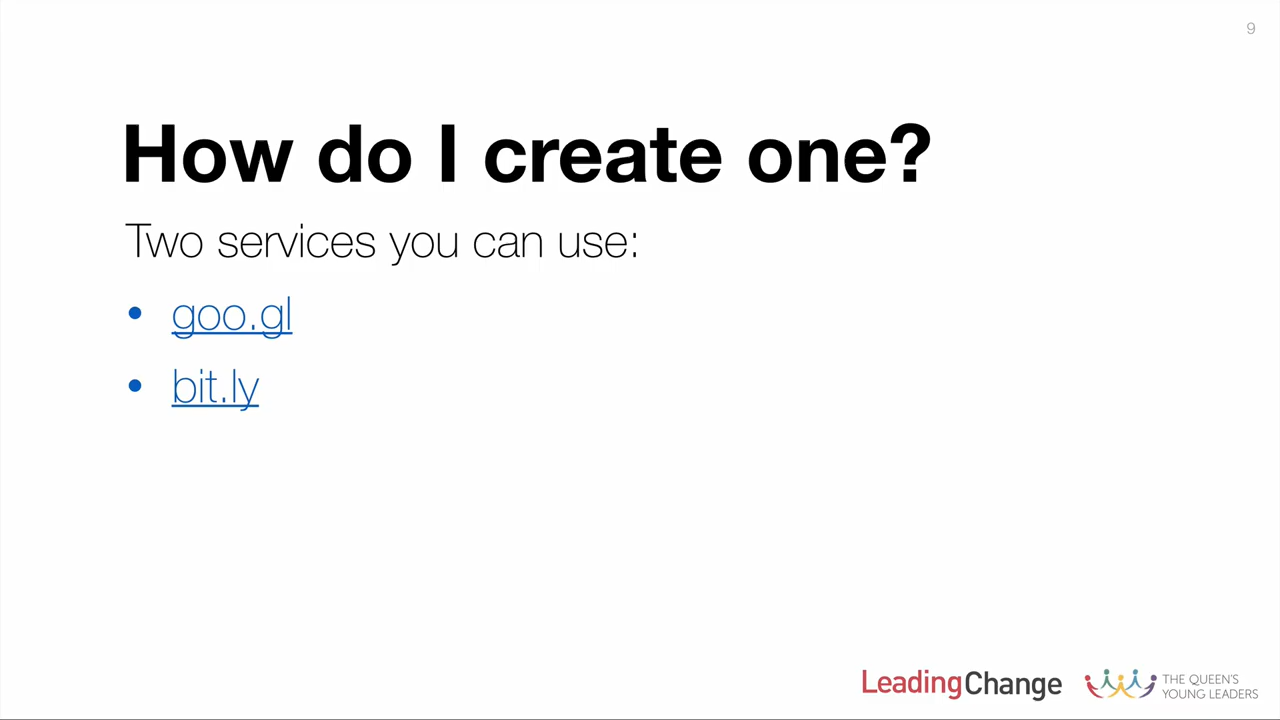 9
How do I create one?
Two services you can use:
• goo.gl
• bit.ly
LeadingChange
THE QUEEN'S
YOUNG LEADERS